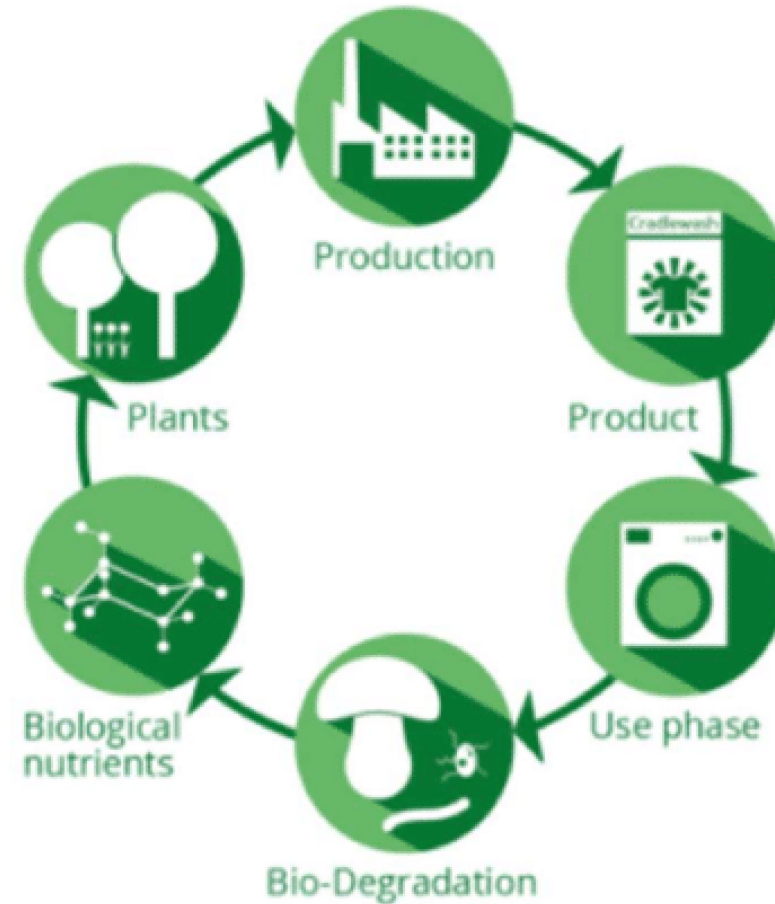 Production
Cradlewash
Product
Use phase
Bio-Degradation
Biological
nutrients
Plants